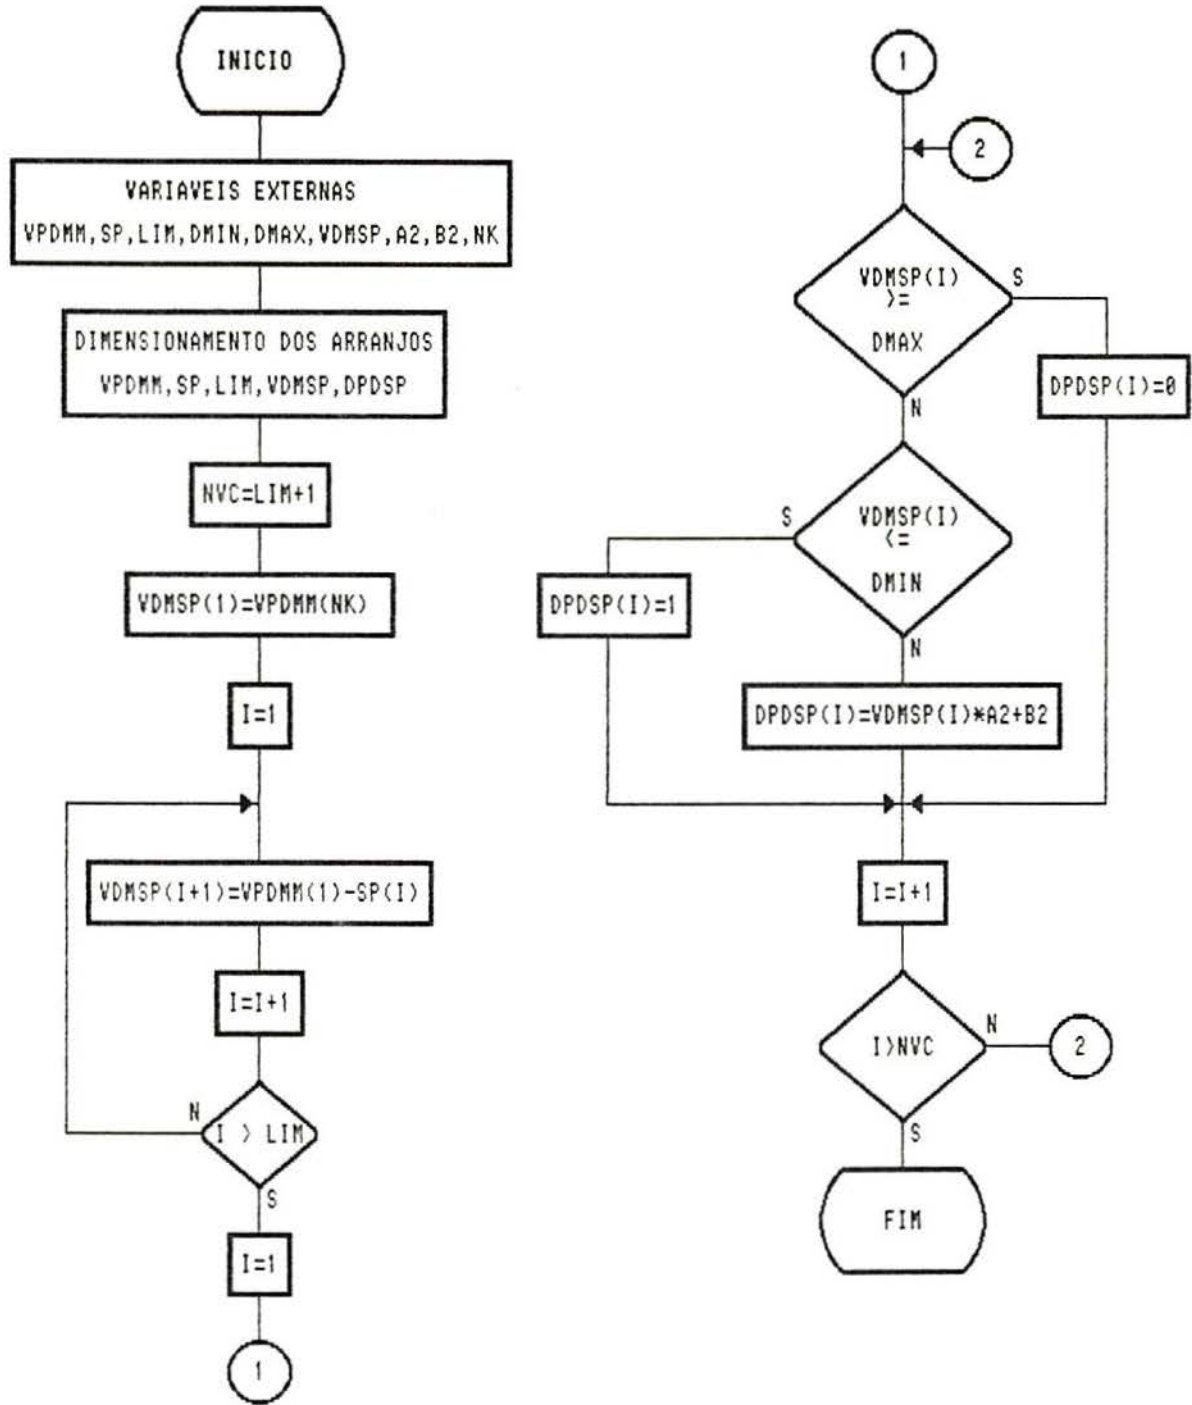 INICIO
VARIAVEIS EXTERNAS
VPDMM,SP,LIM,DMIN,DMAX,VDMSP,A2,B2,NK
DIMENSIONAMENTO DOS ARRANJOS
VPDMM,SP,LIM,VDMSP,DPDSP
NVC=LIM+1
VDMSP(1)=VPDMM(NK)
I=1
VDMSP(I+1)=VPDMM(1)-SP(I)
I=I+1
N
I > LIM
S
I=1
1
1
2
VDMSP(I)
>=
DMAX
S
DPDSP(I)=0
N
VDMSP(I)
<=
DMIN
S
DPDSP(I)=1
N
DPDSP(I)=VDMSP(I)*A2+B2
I=I+1
I>NVC
N
2
S
FIM